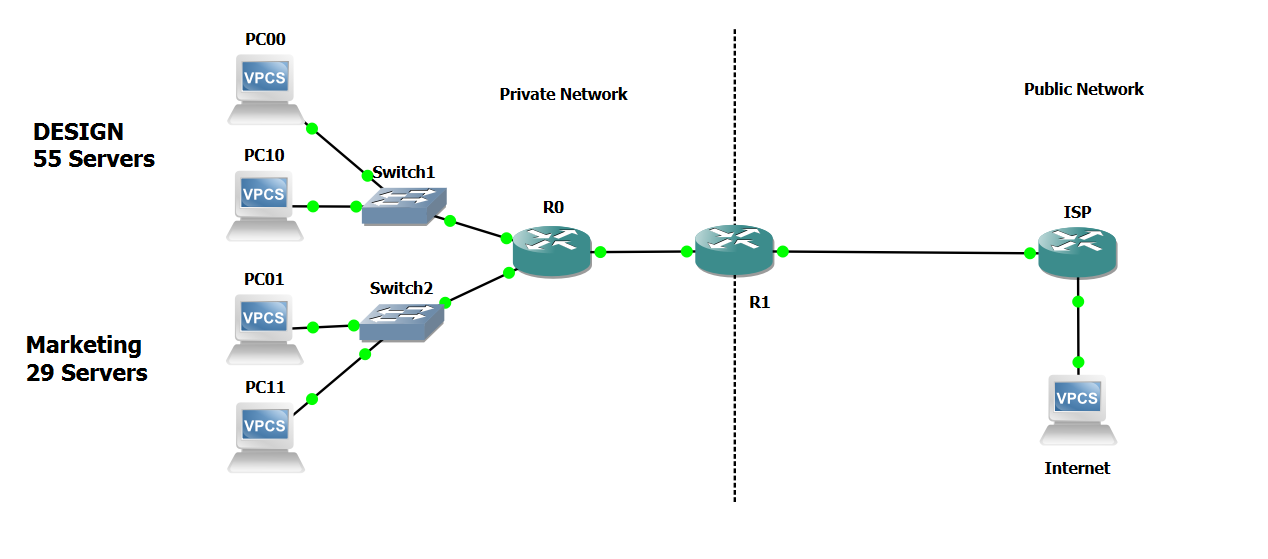 PC00
VPCS
Private Network
Public Network
DESIGN
55 Servers
PC10
VPCS
Switch1
R0
ISP
PC01
VPCS
Switch2
R1
Marketing
29 Servers
PC11
VPCS
VPCS
Internet